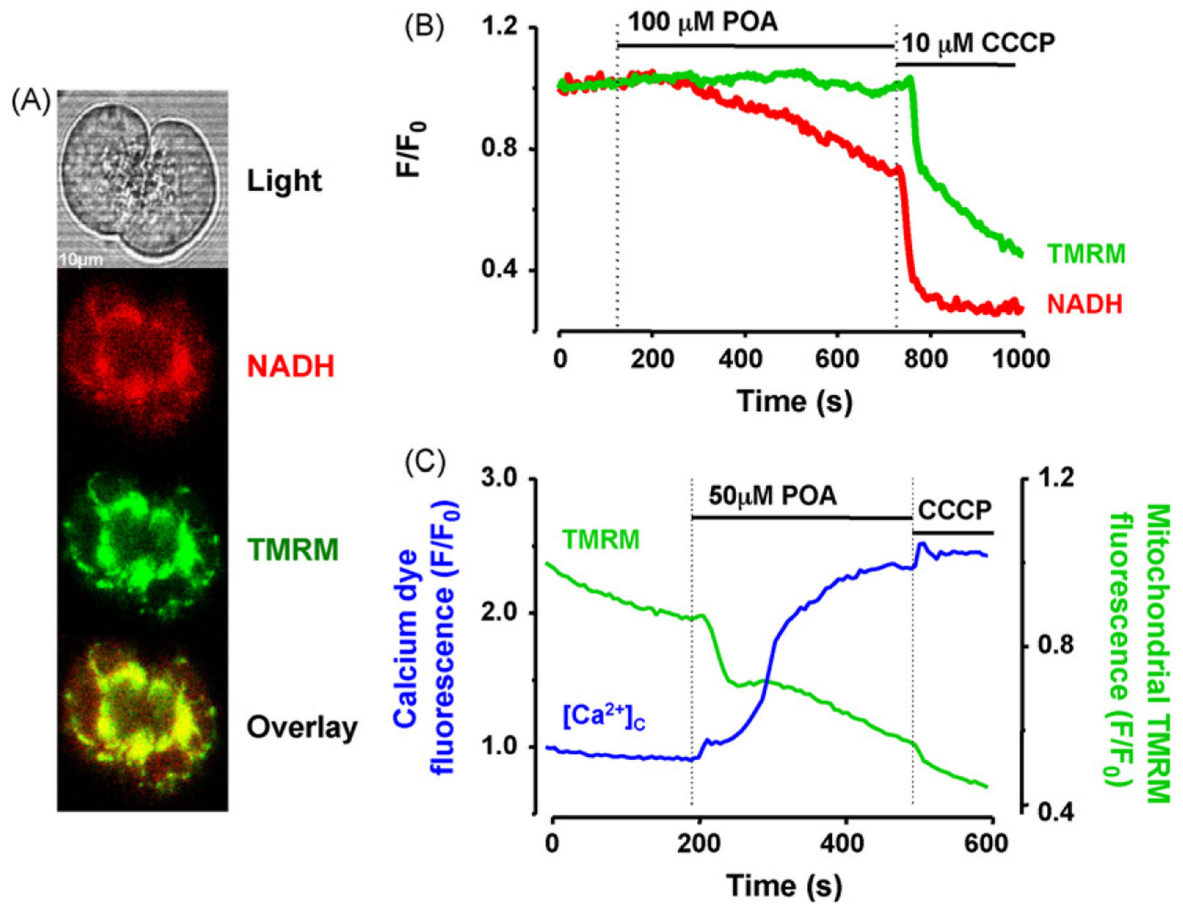 (A)
Light
10μm
NADH
TMRM
Overlay
(B)
1.2
0.8
0.4
F/F0
100 μM POA
10 μM CCCP
TMRM
NADH
0
200
400
600
800
1000
Time (s)
(C)
3.0
2.0
1.0
Calcium dye
fluorescence (F/F0)
TMRM
[Ca2+]C
50μM POA
CCCP
1.2
0.8
0.4
Mitochondrial TMRM
fluorescence (F/F0)
0
200
400
600
Time (s)